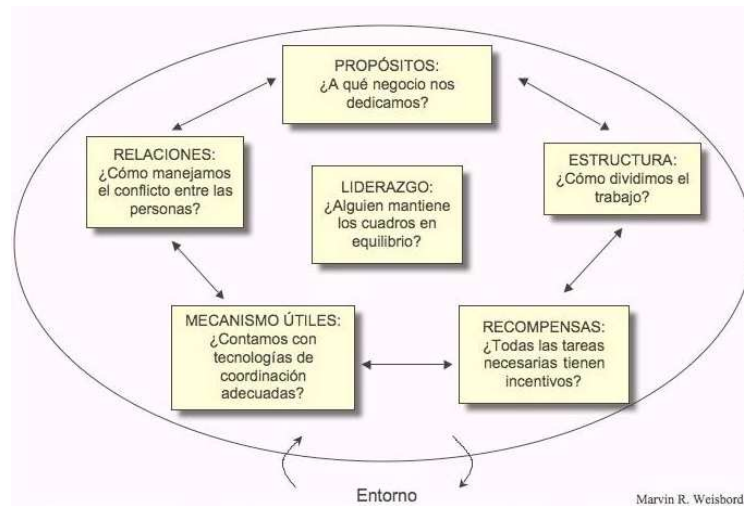 PROPÓSITOS:
¿A qué negocio nos
dedicamos?
RELACIONES:
¿Cómo manejamos
el conflicto entre las
personas?
ESTRUCTURA:
¿Cómo dividimos el
trabajo?
LIDERAZGO:
¿Alguien mantiene
los cuadros en
equilibrio?
MECANISMO ÚTILES:
¿Contamos con
tecnologías de
coordinación
adecuadas?
RECOMPENSAS:
¿Todas las tareas
necesarias tienen
incentivos?
Entorno
Marvin R. Weisbord